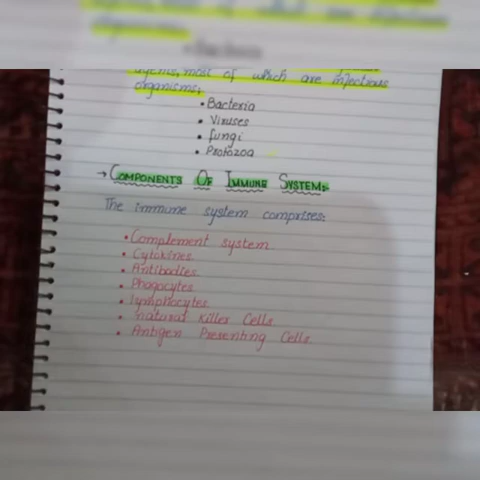 agents, most of which are infectious
organisms:
• Bacteria
• Viruses
• fungi
• Protozoa
→ COMPONENTS OF IMMUNE SYSTEM:-
The immune system comprises:
• Complement system
• Cytokines
• Antibodies
• Phagocytes
• Lymphocytes
• natural Killer Cells
• Antigen Presenting Cells